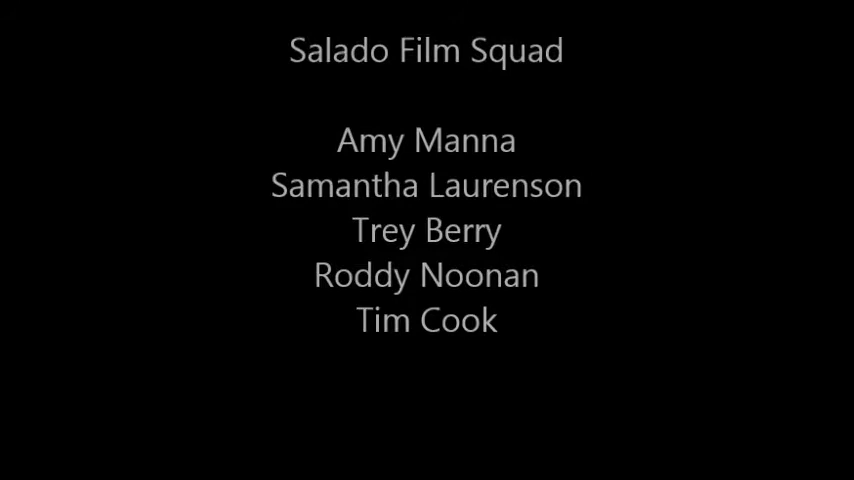 Salado Film Squad
Amy Manna
Samantha Laurenson
Trey Berry
Roddy Noonan
Tim Cook